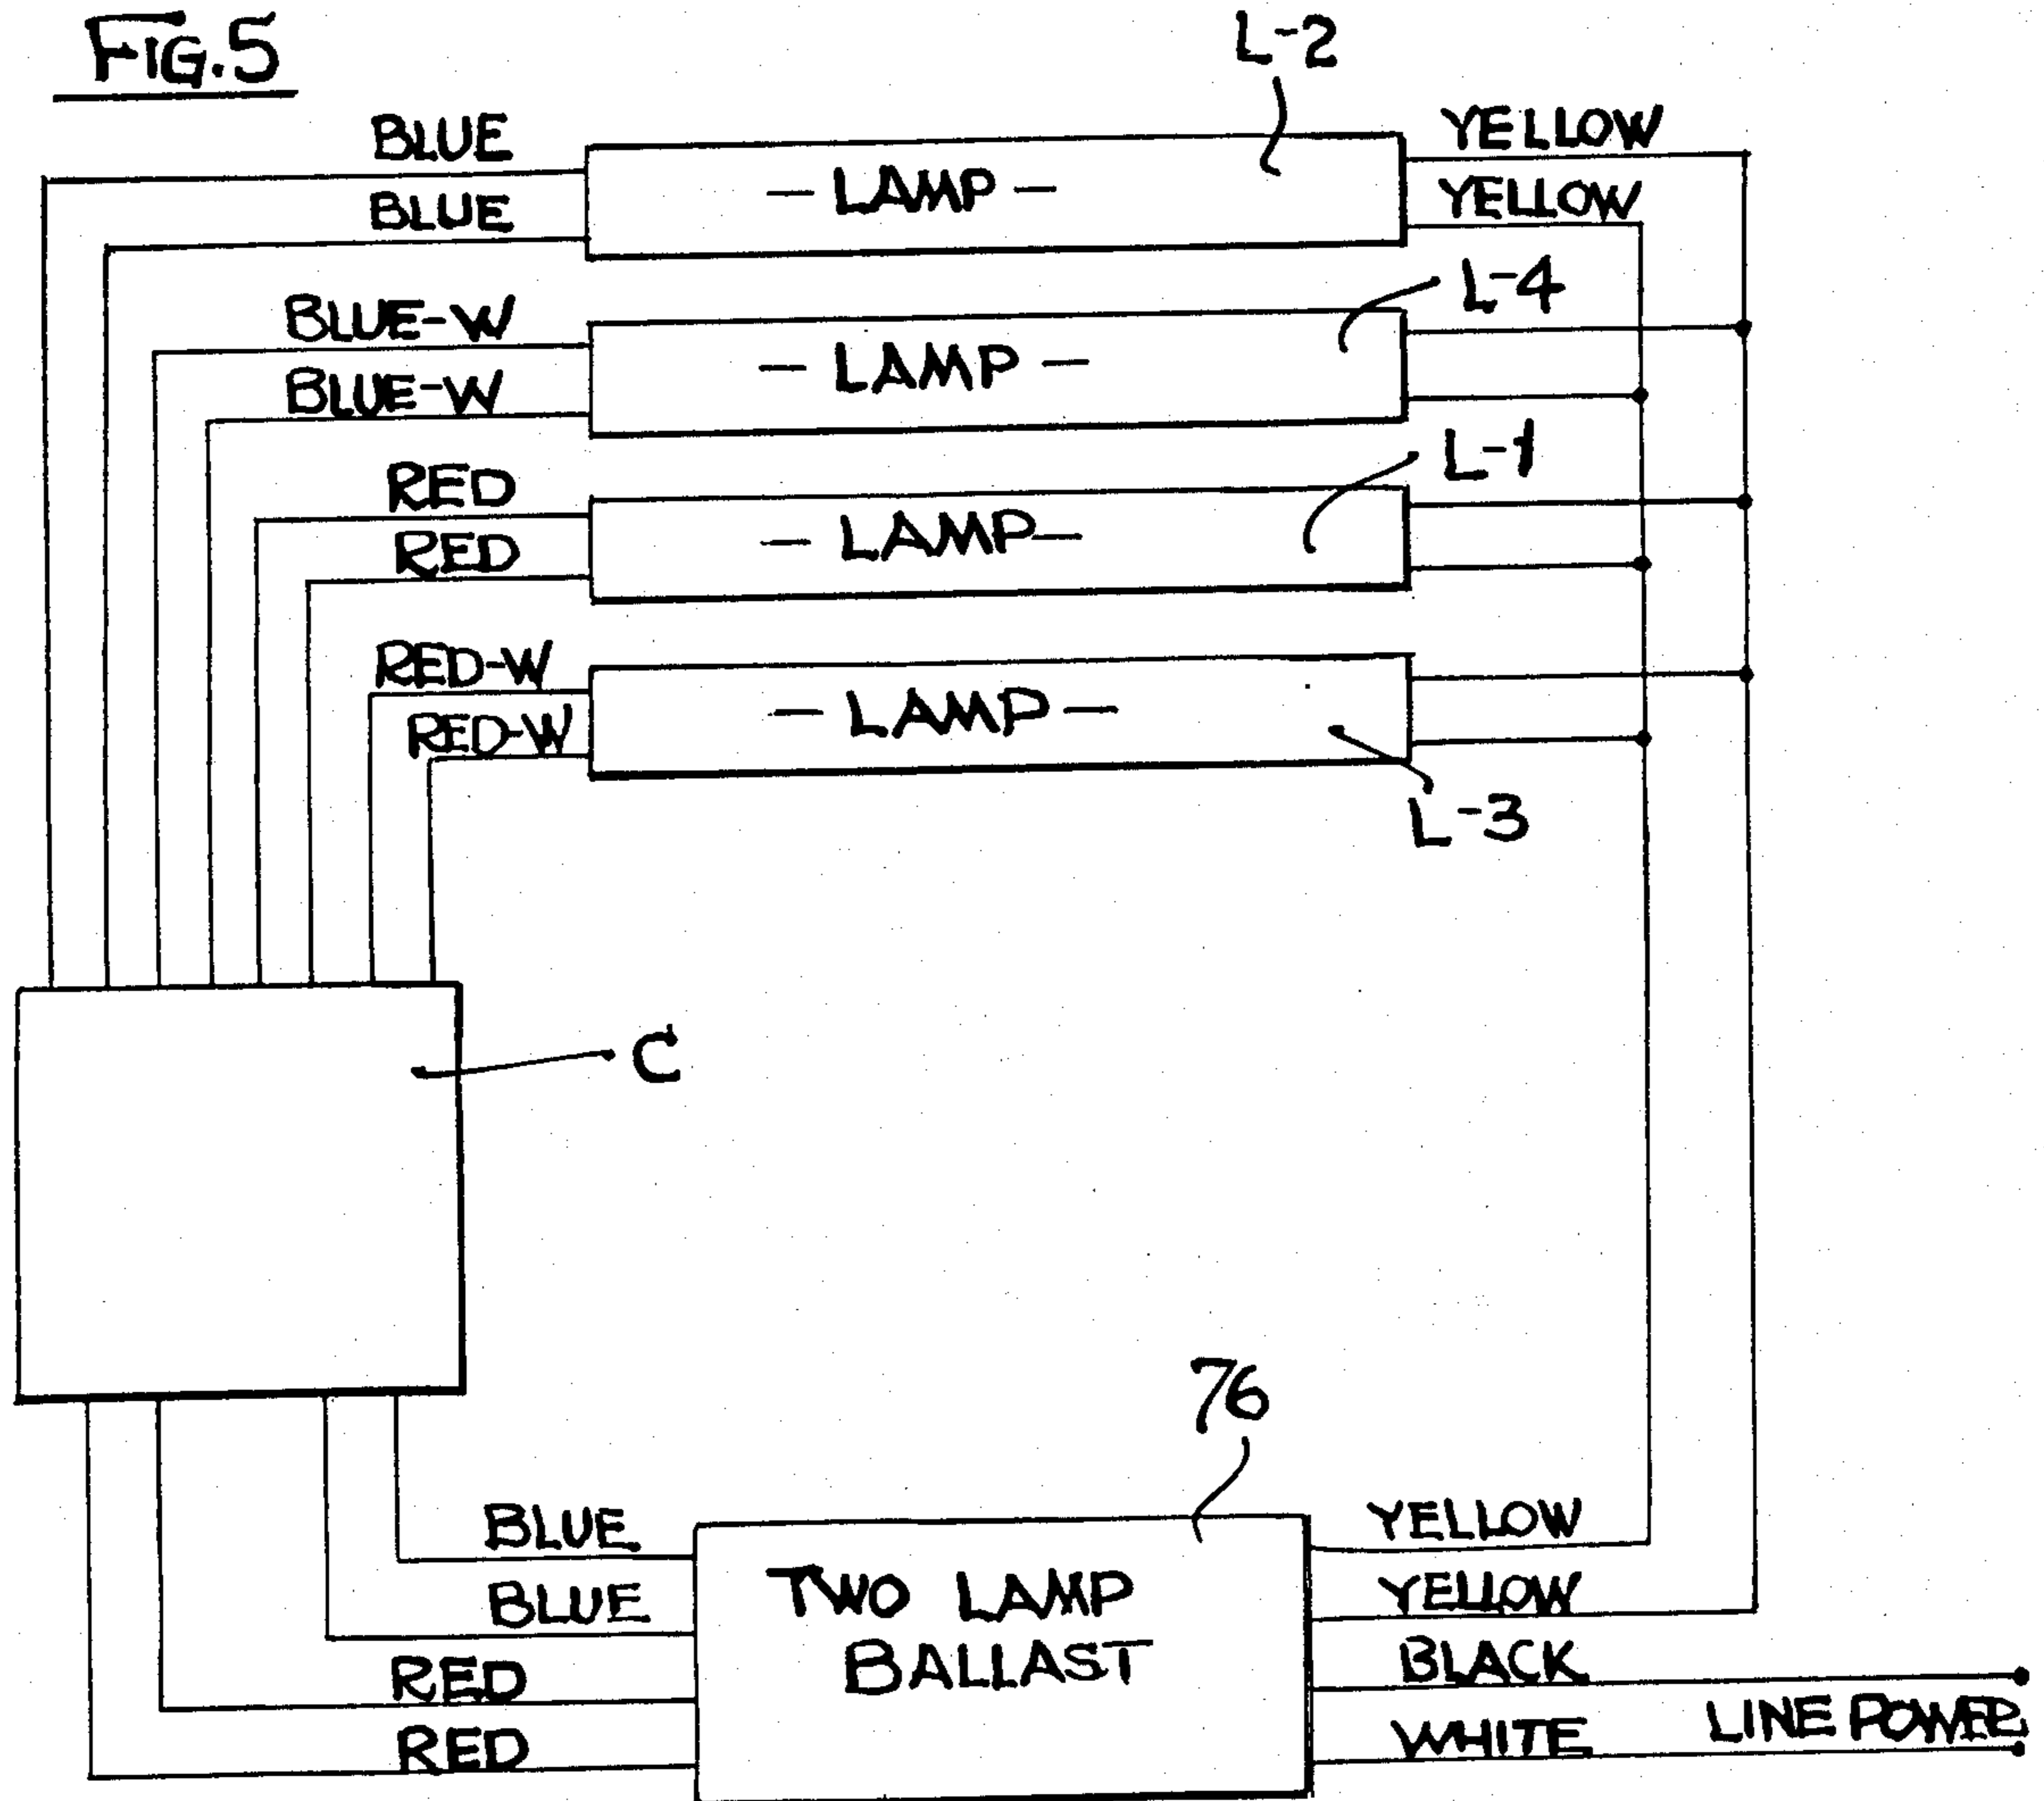 FIG.5
L-2
BLUE
YELLOW
- LAMP -
BLUE
YELLOW
L-4
BLUE-W
- LAMP -
BLUE-W
L-1
RED
- LAMP -
RED
RED-W
- LAMP -
RED-W
L-3
C
76
BLUE
YELLOW
TWO LAMP
BLUE
YELLOW
BALLAST
RED
BLACK
LINE POWER
RED
WHITE